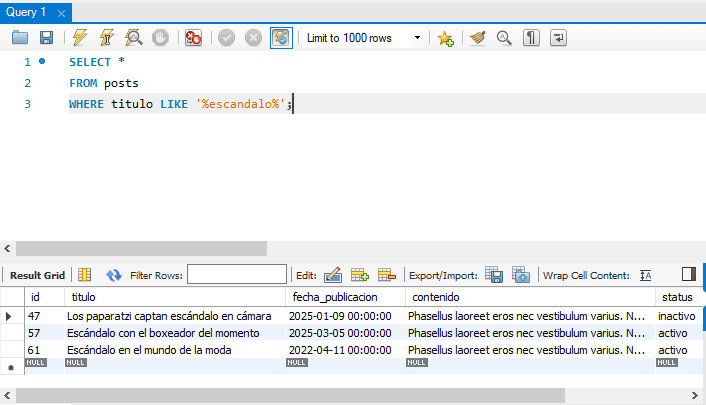 Query 1
Limit to 1000 rows
1 SELECT *
2 FROM posts
3 WHERE titulo LIKE '%escandalo%';
Result Grid Filter Rows: Edit: Export/Import: Wrap Cell Content:
id titulo fecha_publicacion contenido status
47 Los paparatzi captan escándalo en cámara 2025-01-09 00:00:00 Phasellus laoreet eros nec vestibulum varius. N... inactivo
57 Escándalo con el boxeador del momento 2025-03-05 00:00:00 Phasellus laoreet eros nec vestibulum varius. N... activo
61 Escándalo en el mundo de la moda 2022-04-11 00:00:00 Phasellus laoreet eros nec vestibulum varius. N... activo
NULL NULL NULL NULL NULL